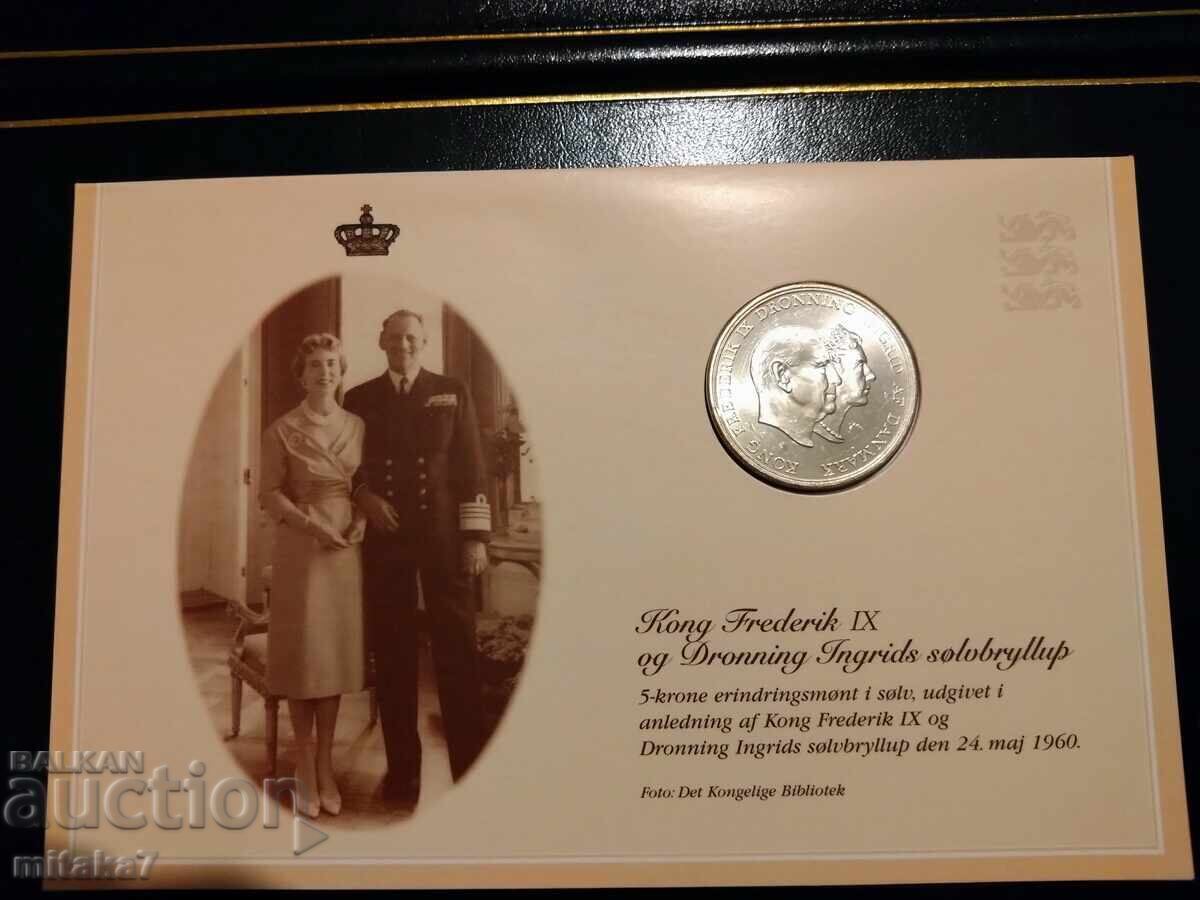 KONG FREDERIK IX DRONNING INGRID AF DANMARK
Kong Frederik IX
og Dronning Ingrids sølvbryllup
5-krone erindringsmønt i sølv, udgivet i
anledning af Kong Frederik IX og
Dronning Ingrids sølvbryllup den 24. maj 1960.
Foto: Det Kongelige Bibliotek
BALKAN
auction
mitaka7